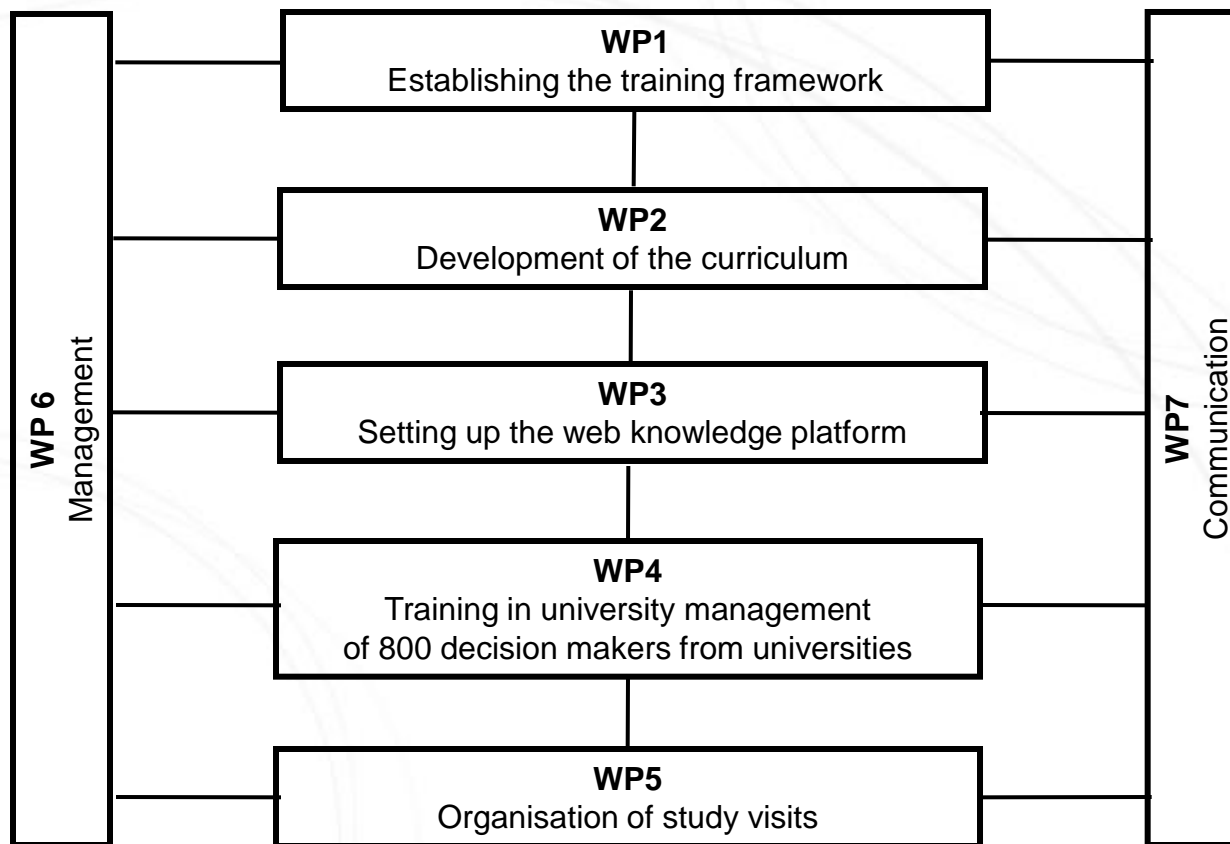 WP1
Establishing the training framework
WP2
Development of the curriculum
WP3
Setting up the web knowledge platform
WP4
Training in university management
of 800 decision makers from universities
WP5
Organisation of study visits
WP 6
Management
WP7
Communication